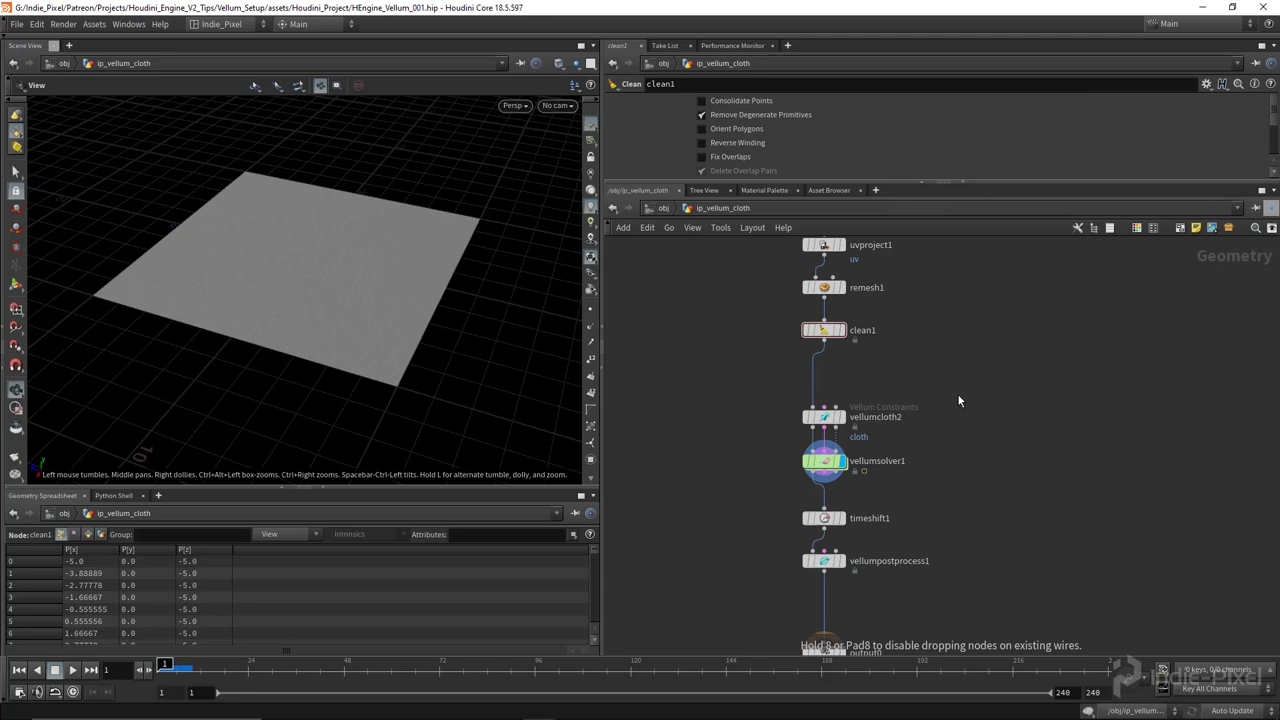 G:/Indie_Pixel/Patreon/Projects/Houdini_Engine_V2_Tips/Vellum_Setup/assets/Houdini_Project/HEngine_Vellum_001.hip - Houdini Core 18.5.597
File Edit Render Assets Windows Help Indie_Pixel Main Main
Scene View
obj ip_vellum_cloth
View
Persp No cam
Left mouse tumbles. Middle pans. Right dollies. Ctrl+Alt+Left box-zooms. Ctrl+Right zooms. Spacebar-Ctrl-Left tilts. Hold L for alternate tumble, dolly, and zoom.
Geometry Spreadsheet Python Shell
obj ip_vellum_cloth
Node: clean1 Group: View Intrinsics Attributes:
P[x] P[y] P[z]
0 -5.0 0.0 -5.0
1 -3.88889 0.0 -5.0
2 -2.77778 0.0 -5.0
3 -1.66667 0.0 -5.0
4 -0.555555 0.0 -5.0
5 0.555556 0.0 -5.0
6 1.66667 0.0 -5.0
clean1 Take List Performance Monitor
obj ip_vellum_cloth
Clean clean1
Consolidate Points
Remove Degenerate Primitives
Orient Polygons
Reverse Winding
Fix Overlaps
Delete Overlap Pairs
/obj/ip_vellum_cloth Tree View Material Palette Asset Browser
obj ip_vellum_cloth
Add Edit Go View Tools Layout Help
Geometry
uvproject1
uv
remesh1
clean1
Vellum Constraints
vellumcloth2
cloth
vellumsolver1
timeshift1
vellumpostprocess1
Hold 8 or Pad8 to disable dropping nodes on existing wires.
1 1 24 48 72 96 120 144 168 192 216
0 keys, 0/0 channels
1 1 240 240 Key All Channels
Indie-Pixel
/obj/ip_vellum... Auto Update